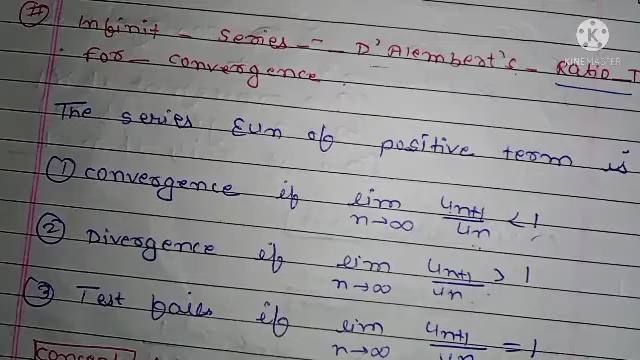 Infinit - series - D'Alembert's - Ratio T
for - convergence
The series Σun of positive term is
① convergence if lim n→∞ un+1/un < 1
② Divergence if lim n→∞ un+1/un > 1
③ Test fails if lim n→∞ un+1/un = 1
concept
KINEMASTER